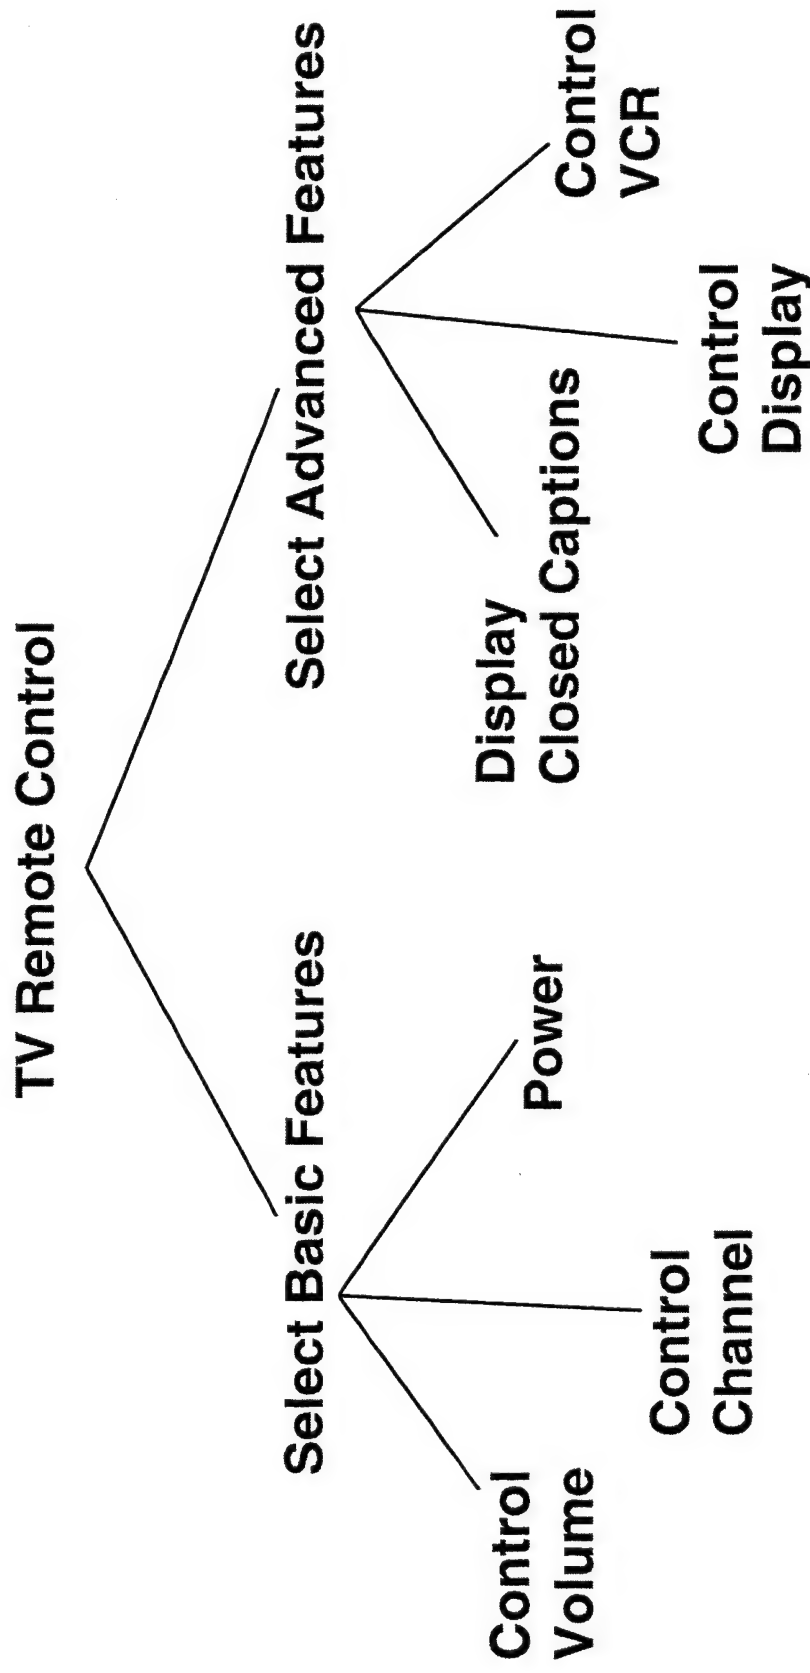 TV Remote Control
Select Basic Features
Select Advanced Features
Control
Volume
Control
Channel
Power
Display
Closed Captions
Control
Display
Control
VCR